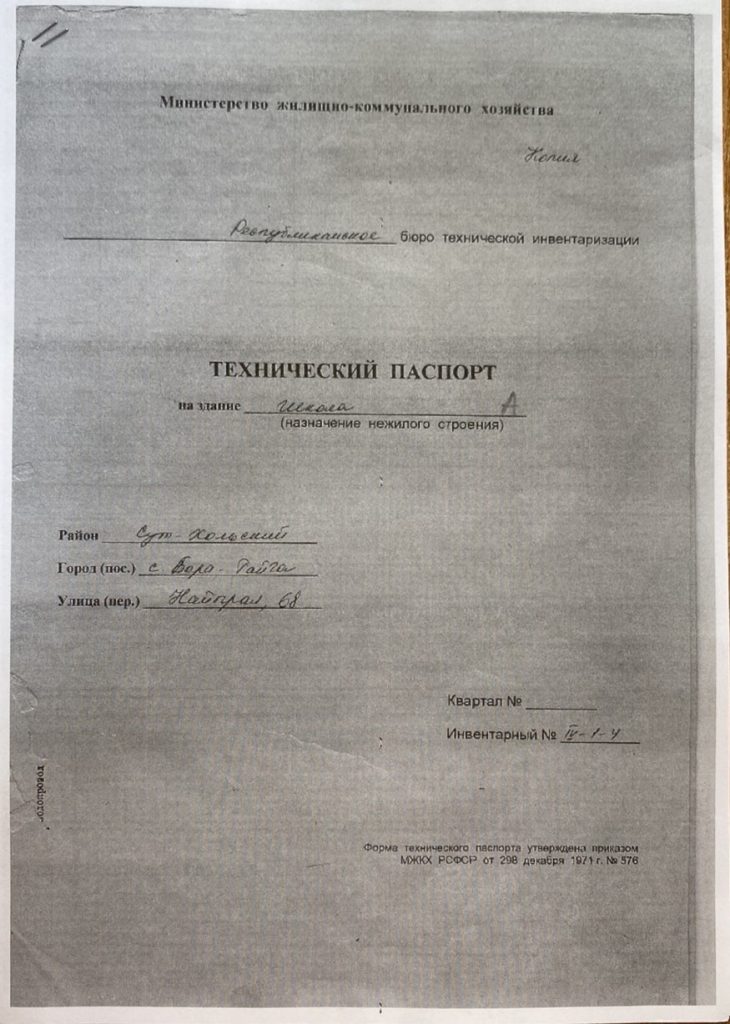 Министерство жилищно-коммунального хозяйства
Копия
Республиканское бюро технической инвентаризации
ТЕХНИЧЕСКИЙ ПАСПОРТ
на здание школа А
(назначение нежилого строения)
Район Сут-Хольский
Город (пос.) с Бора-Тайга
Улица (пер.) Найырал, 68
Квартал №
Инвентарный № IV-1-4
Форма технического паспорта утверждена приказом
МЖКХ РСФСР от 298 декабря 1971 г. № 576